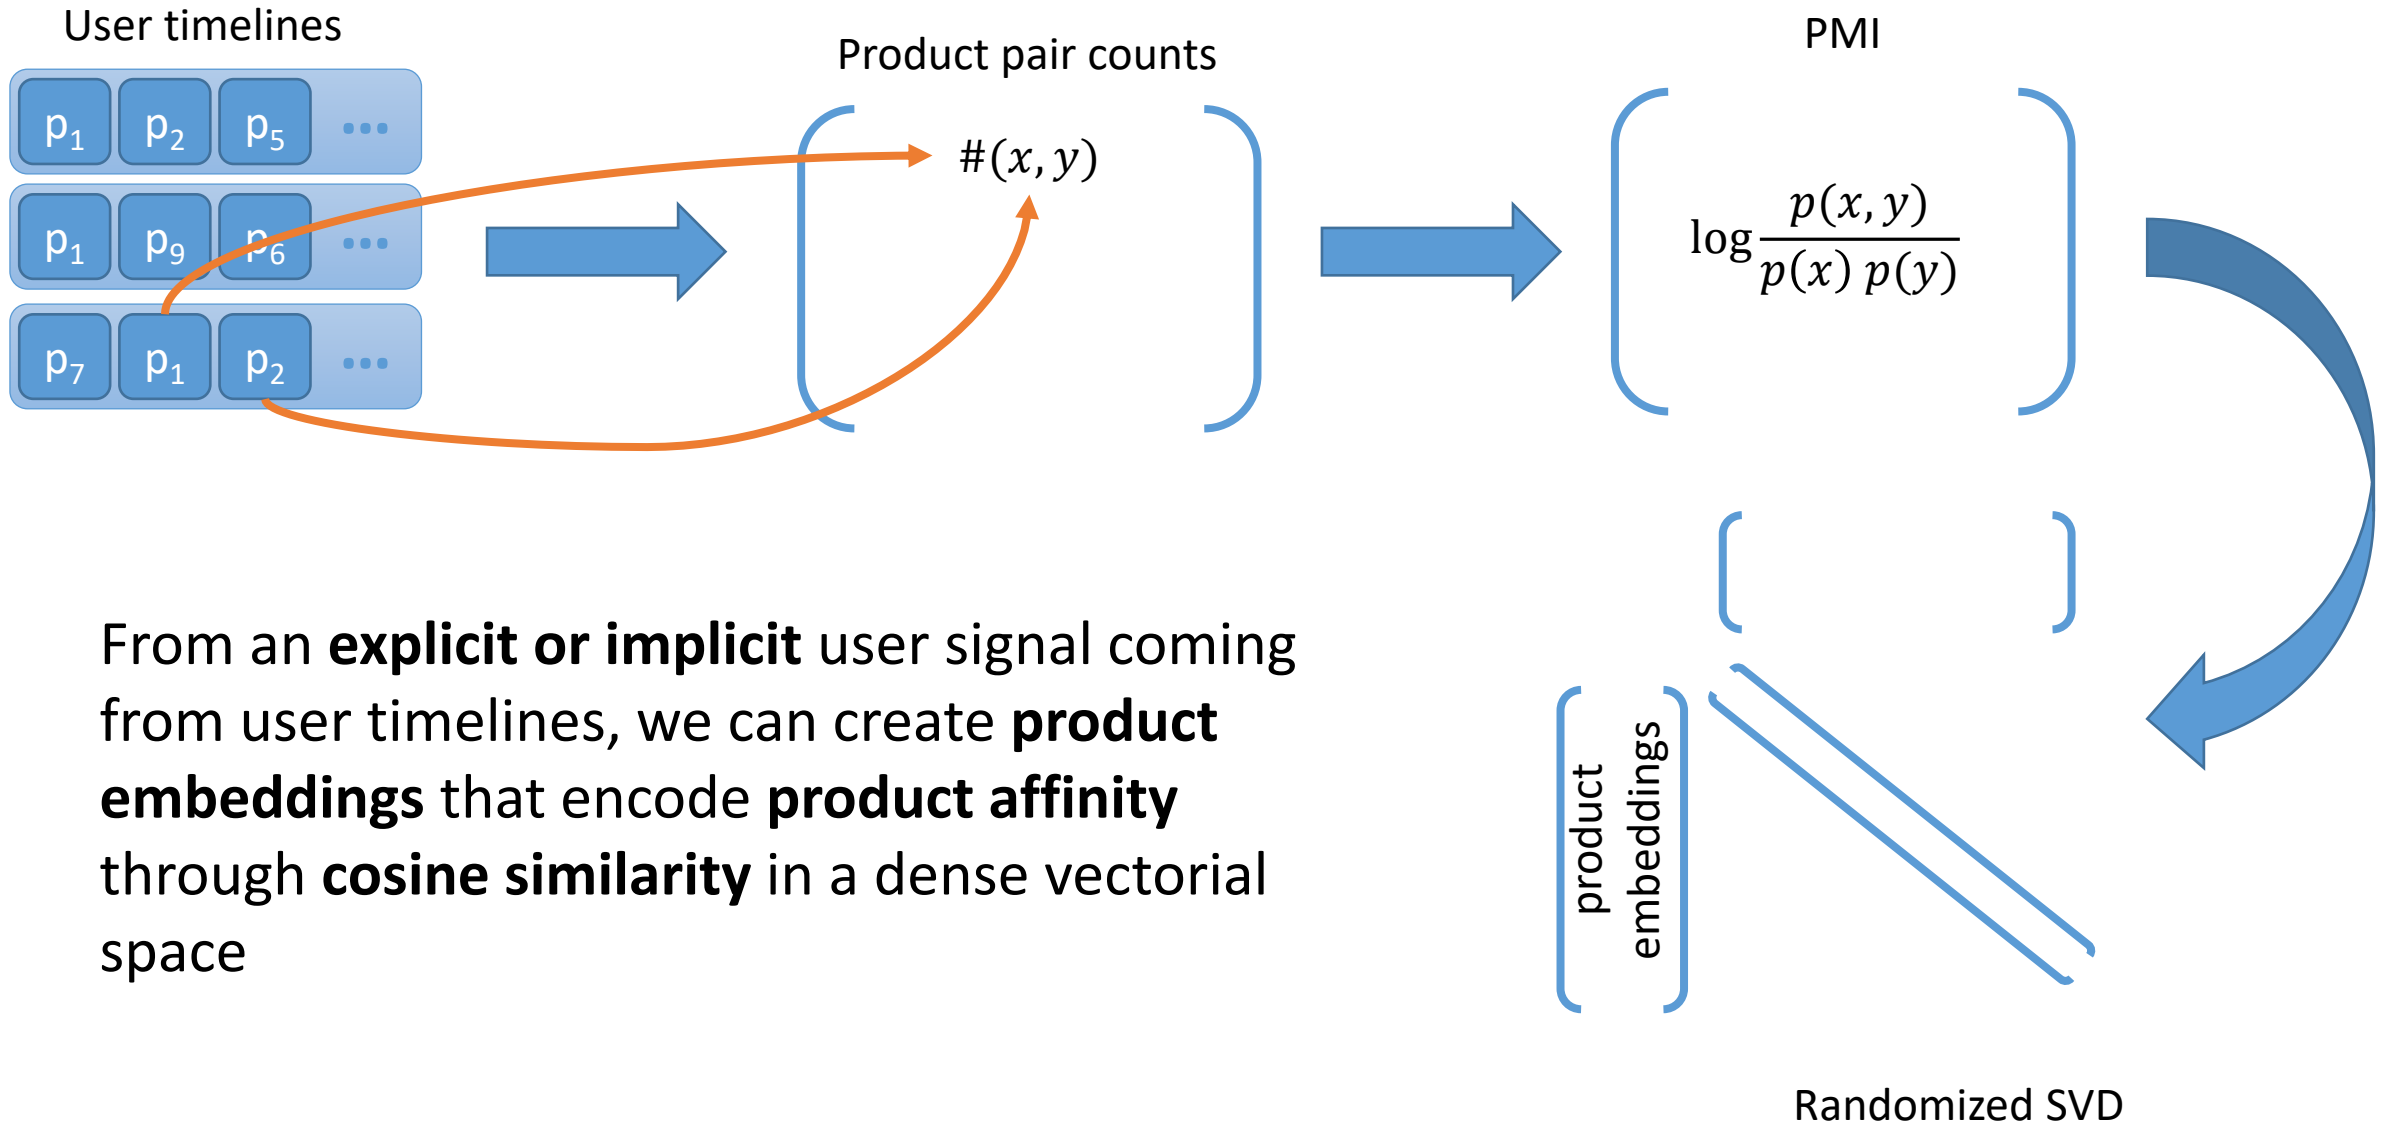 User timelines
p1 p2 p5 ...
p1 p9 p6 ...
p7 p1 p2 ...
Product pair counts
#(x, y)
PMI
log p(x, y) / p(x) p(y)
From an explicit or implicit user signal coming
from user timelines, we can create product
embeddings that encode product affinity
through cosine similarity in a dense vectorial
space
product
embeddings
Randomized SVD